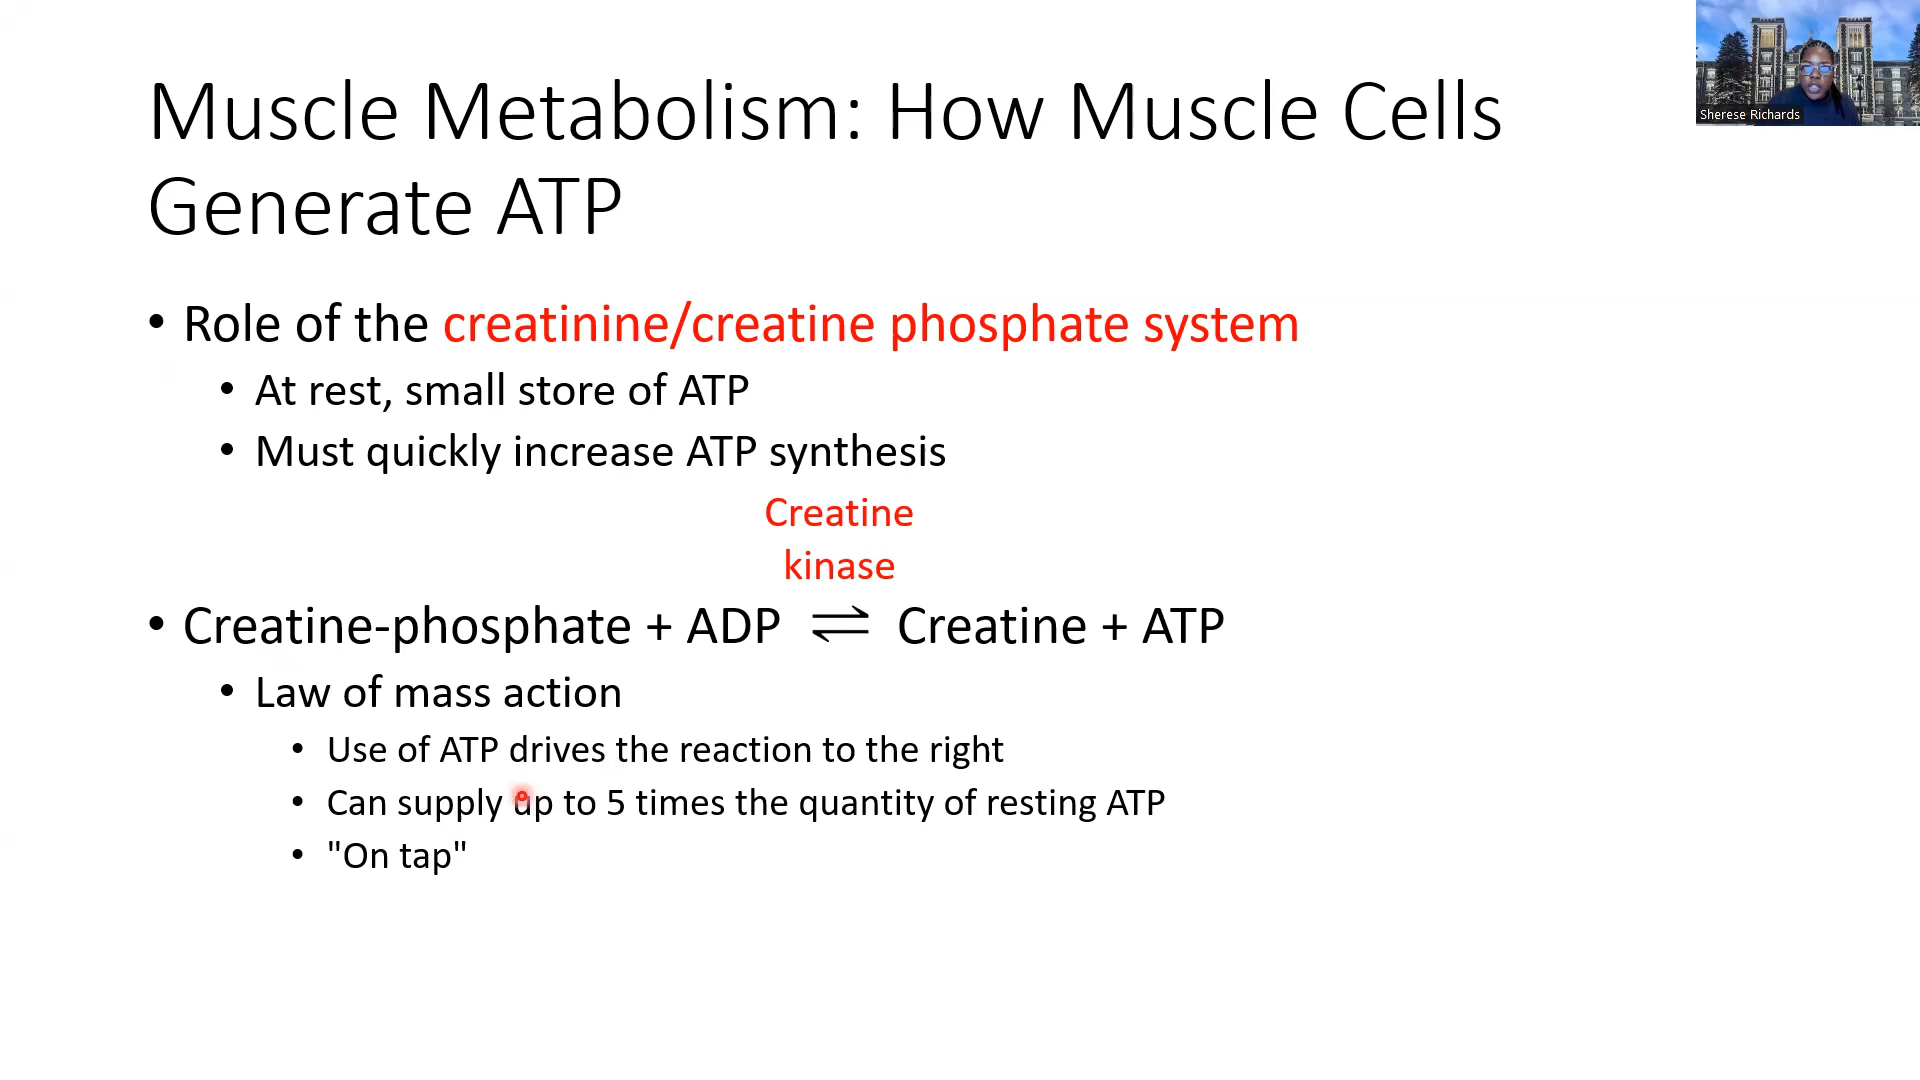 Sherese Richards
Muscle Metabolism: How Muscle Cells
Generate ATP
• Role of the creatinine/creatine phosphate system
• At rest, small store of ATP
• Must quickly increase ATP synthesis
Creatine
kinase
• Creatine-phosphate + ADP ⇌ Creatine + ATP
• Law of mass action
• Use of ATP drives the reaction to the right
• Can supply up to 5 times the quantity of resting ATP
• "On tap"